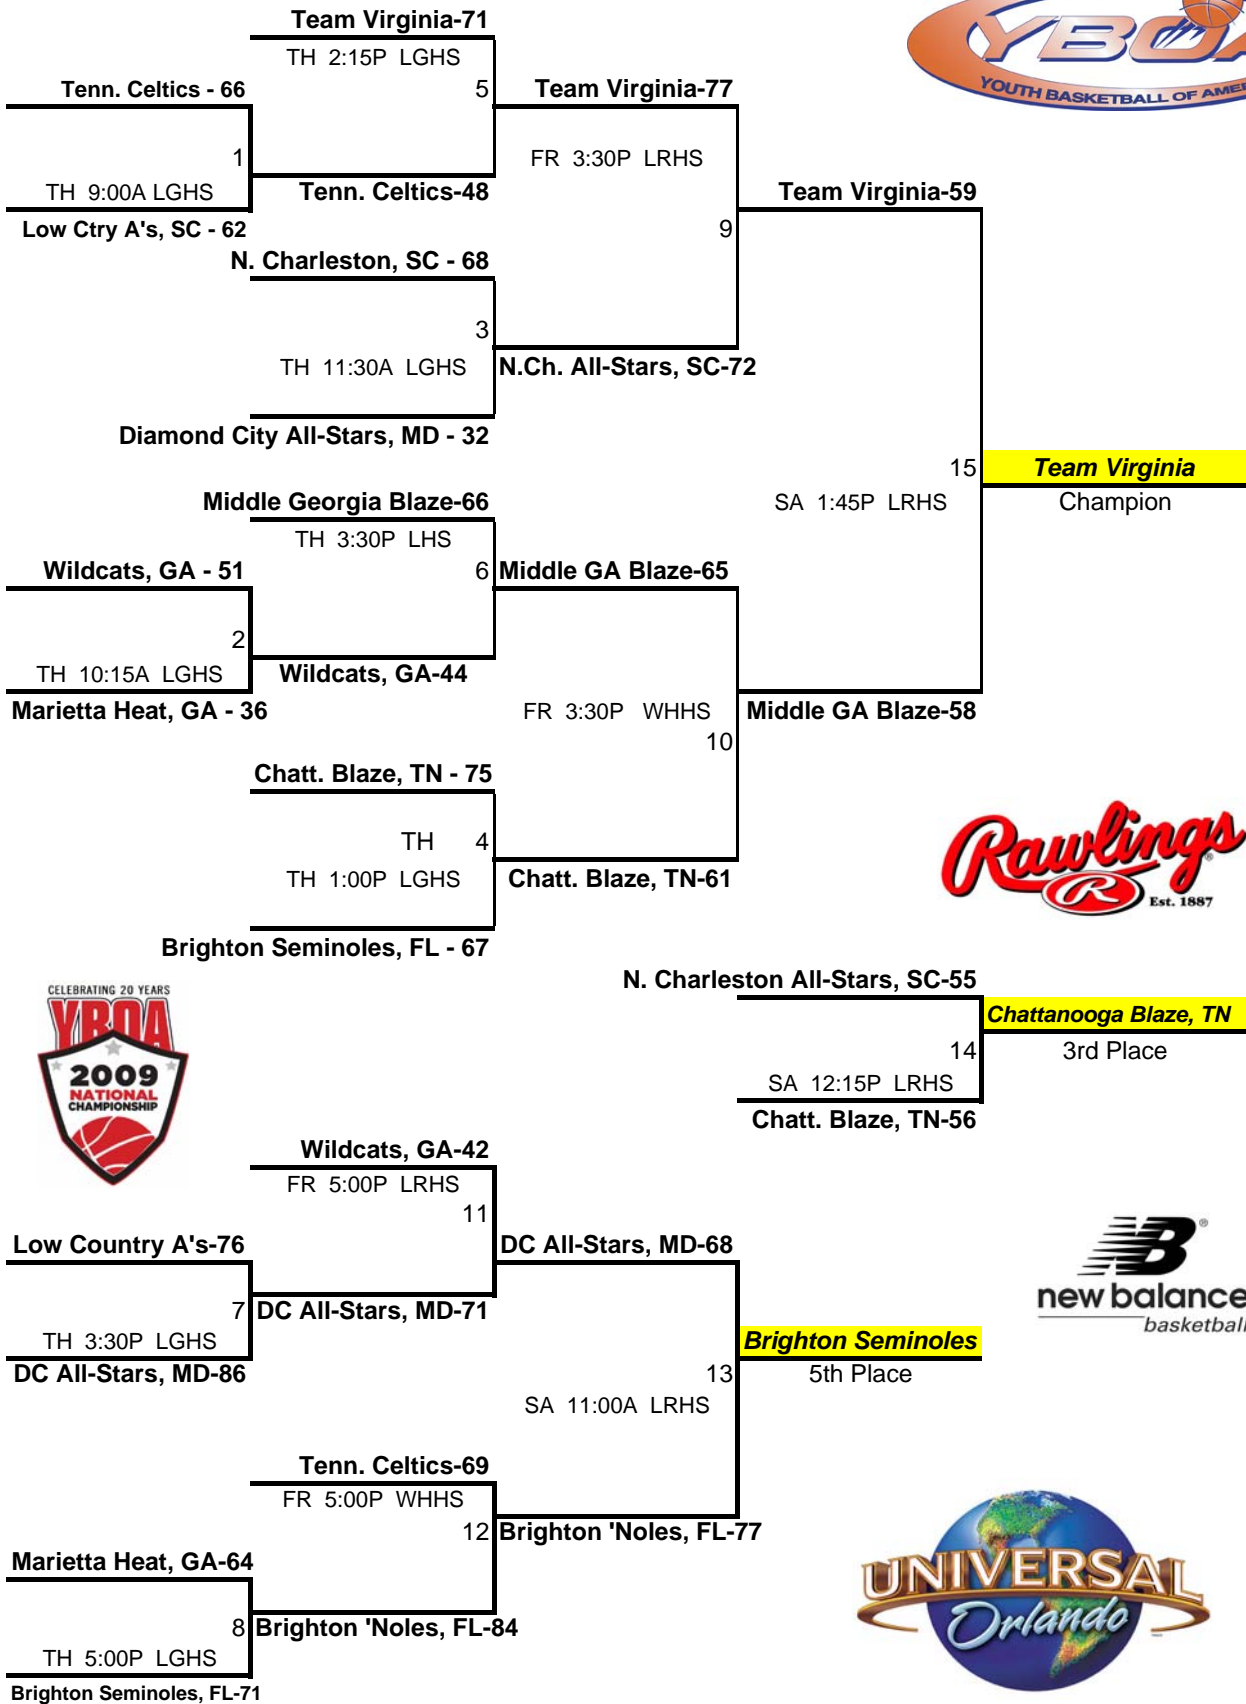 Team Virginia-71
TH 2:15P LGHS
YBOA
YOUTH BASKETBALL OF
Tenn. Celtics - 66
5
Team Virginia-77
1
FR 3:30P LRHS
TH 9:00A LGHS
Tenn. Celtics-48
Team Virginia-59
Low Ctry A's, SC - 62
9
N. Charleston, SC - 68
3
TH 11:30A LGHS
N.Ch. All-Stars, SC-72
Diamond City All-Stars, MD - 32
15
Team Virginia
Middle Georgia Blaze-66
SA 1:45P LRHS
Champion
TH 3:30P LHS
Wildcats, GA - 51
6
Middle GA Blaze-65
2
TH 10:15A LGHS
Wildcats, GA-44
Marietta Heat, GA - 36
FR 3:30P WHHS
Middle GA Blaze-58
10
Chatt. Blaze, TN - 75
TH
4
TH 1:00P LGHS
Chatt. Blaze, TN-61
Rawlings
®
R
Est. 1887
Brighton Seminoles, FL - 67
N. Charleston All-Stars, SC-55
CELEBRATING 20 YEARS
YBOA
2009
NATIONAL
CHAMPIONSHIP
Chattanooga Blaze, TN
14
3rd Place
SA 12:15P LRHS
Chatt. Blaze, TN-56
Wildcats, GA-42
FR 5:00P LRHS
11
Low Country A's-76
DC All-Stars, MD-68
NB
®
new balance
basketball
7
DC All-Stars, MD-71
TH 3:30P LGHS
Brighton Seminoles
DC All-Stars, MD-86
13
5th Place
SA 11:00A LRHS
Tenn. Celtics-69
FR 5:00P WHHS
12
Brighton 'Noles, FL-77
Marietta Heat, GA-64
8
Brighton 'Noles, FL-84
TH 5:00P LGHS
Brighton Seminoles, FL-71
UNIVERSAL
Orlando